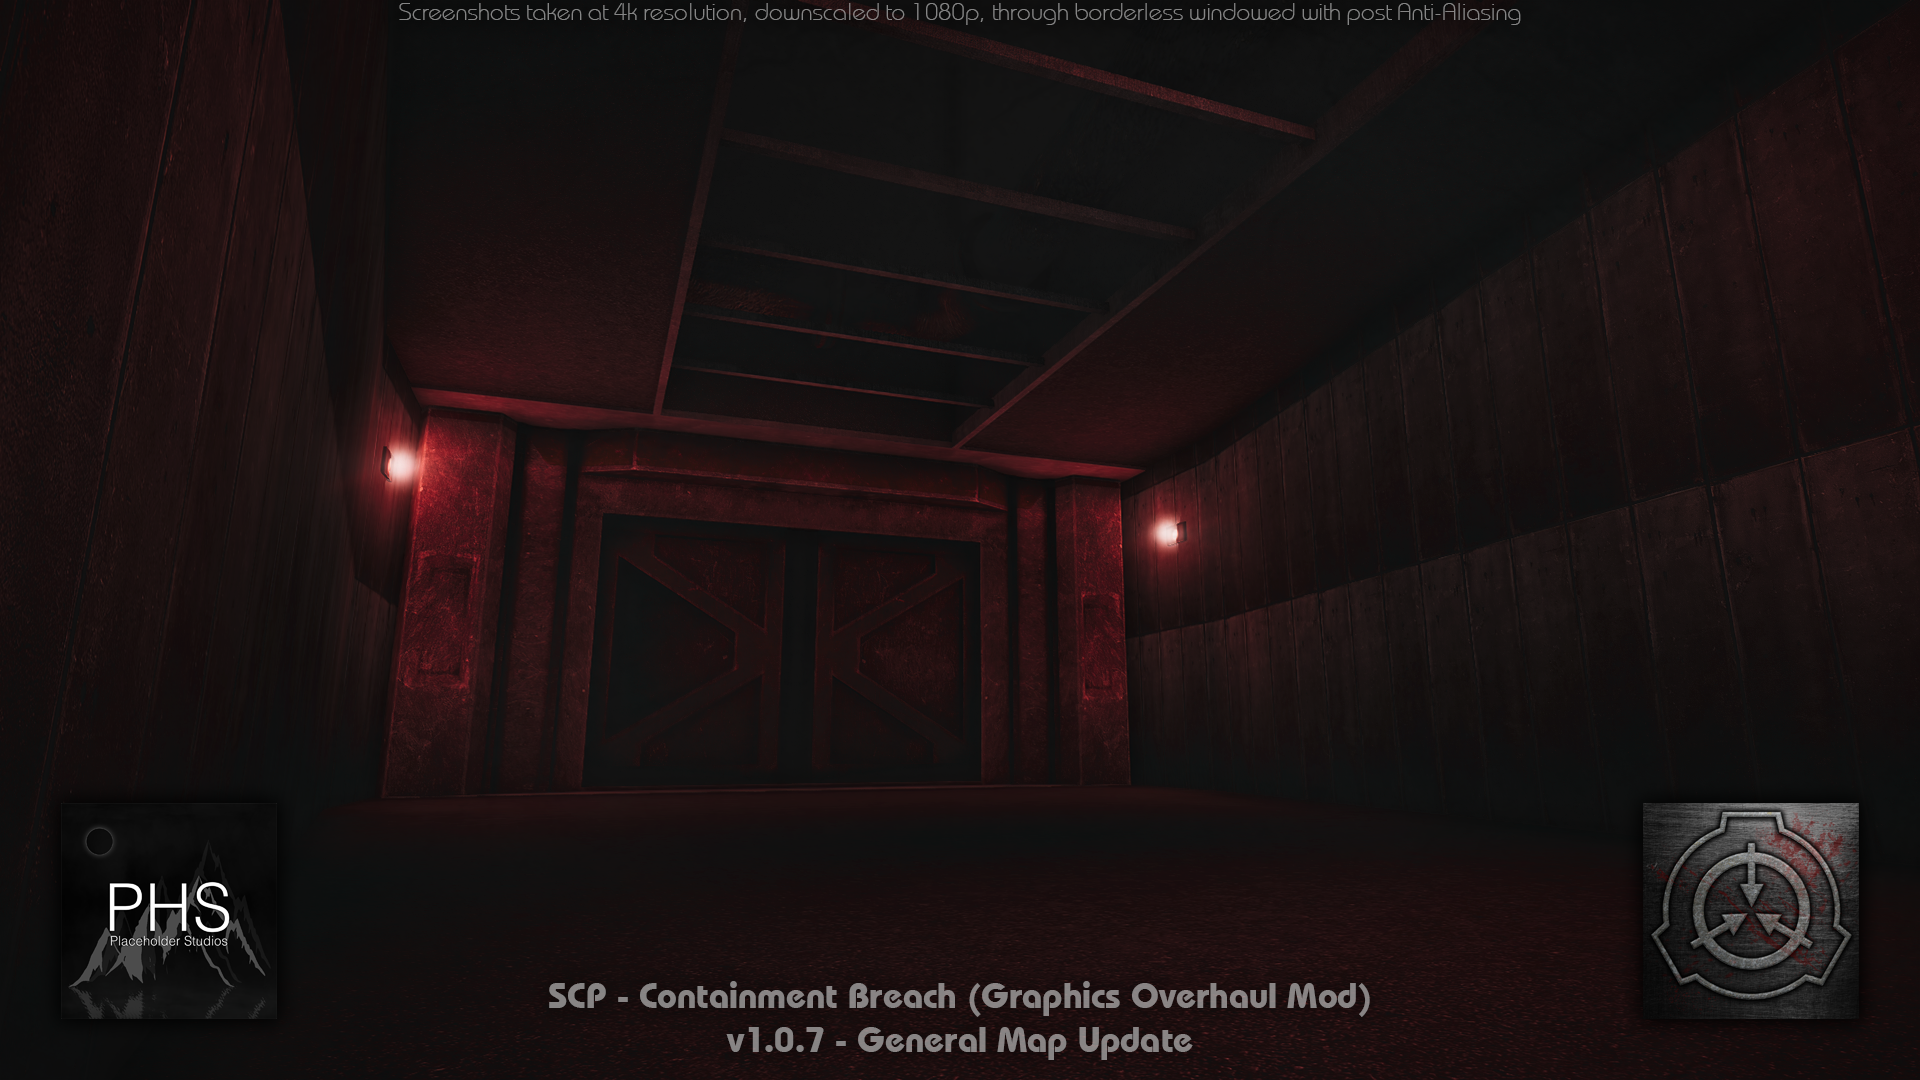 Screenshots taken at 4k resolution, downscaled to 1080p, through borderless windowed with post Anti-Aliasing
PHS
Placeholder Studios
SCP - Containment Breach (Graphics Overhaul Mod)
v1.0.7 - General Map Update